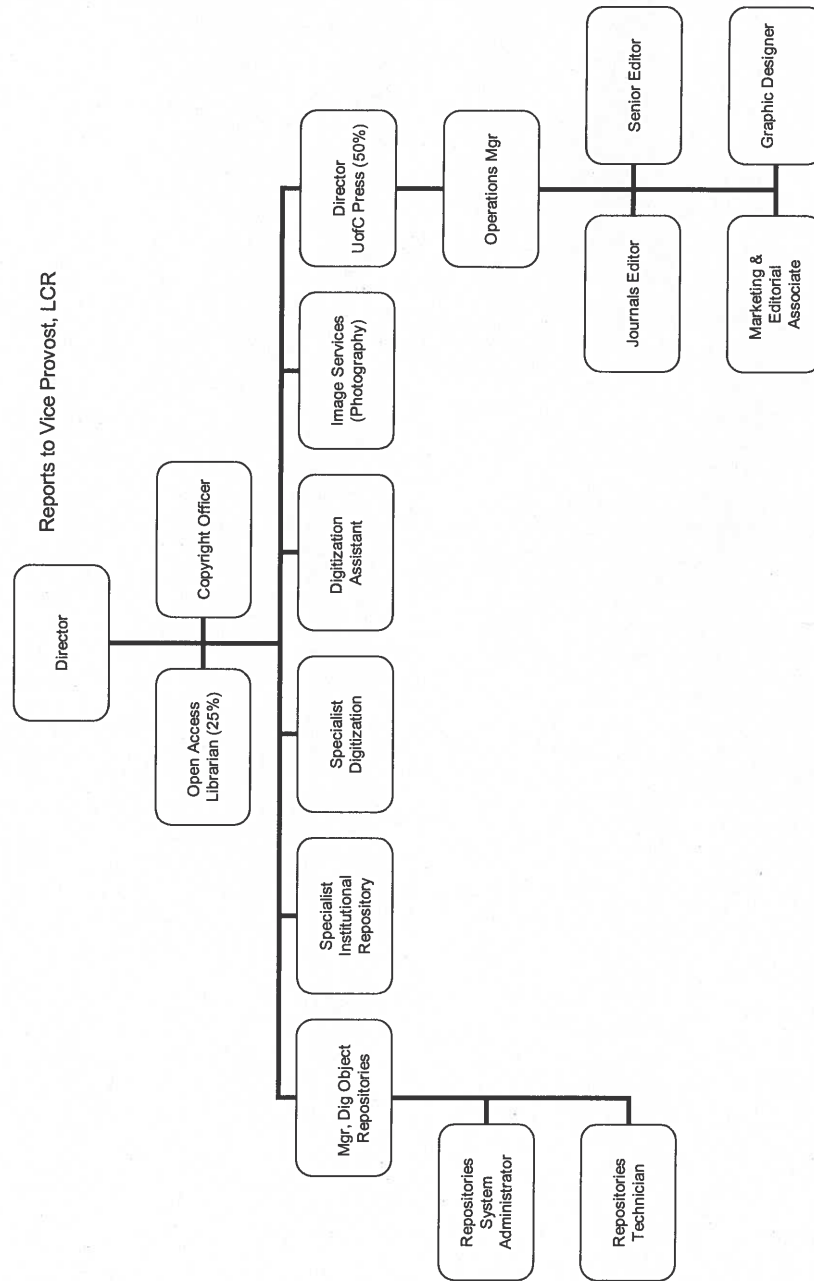 Reports to Vice Provost, LCR
Director
Open Access
Librarian (25%)
Copyright Officer
Mgr, Dig Object
Repositories
Specialist
Institutional
Repository
Specialist
Digitization
Digitization
Assistant
Image Services
(Photography)
Director
UofC Press (50%)
Repositories
System
Administrator
Repositories
Technician
Operations Mgr
Journals Editor
Senior Editor
Marketing &
Editorial
Associate
Graphic Designer